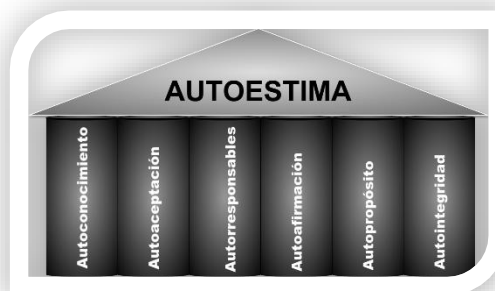 AUTOESTIMA
Autoconocimiento
Autoaceptación
Autorresponsables
Autoafirmación
Autopropósito
Autointegridad